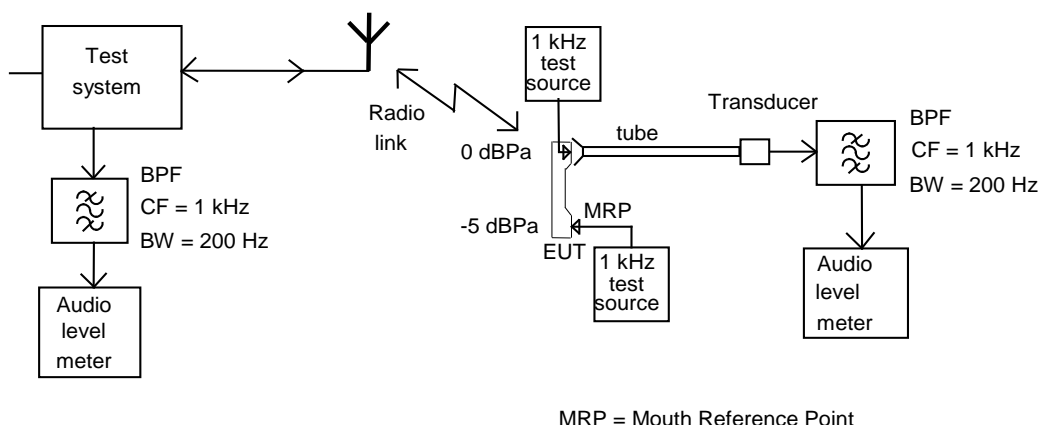 Test
system
Radio
link
BPF
CF = 1 kHz
BW = 200 Hz
Audio
level
meter
1 kHz
test
source
0 dBPa
-5 dBPa
EUT
MRP
1 kHz
test
source
tube
Transducer
BPF
CF = 1 kHz
BW = 200 Hz
Audio
level
meter
MRP = Mouth Reference Point